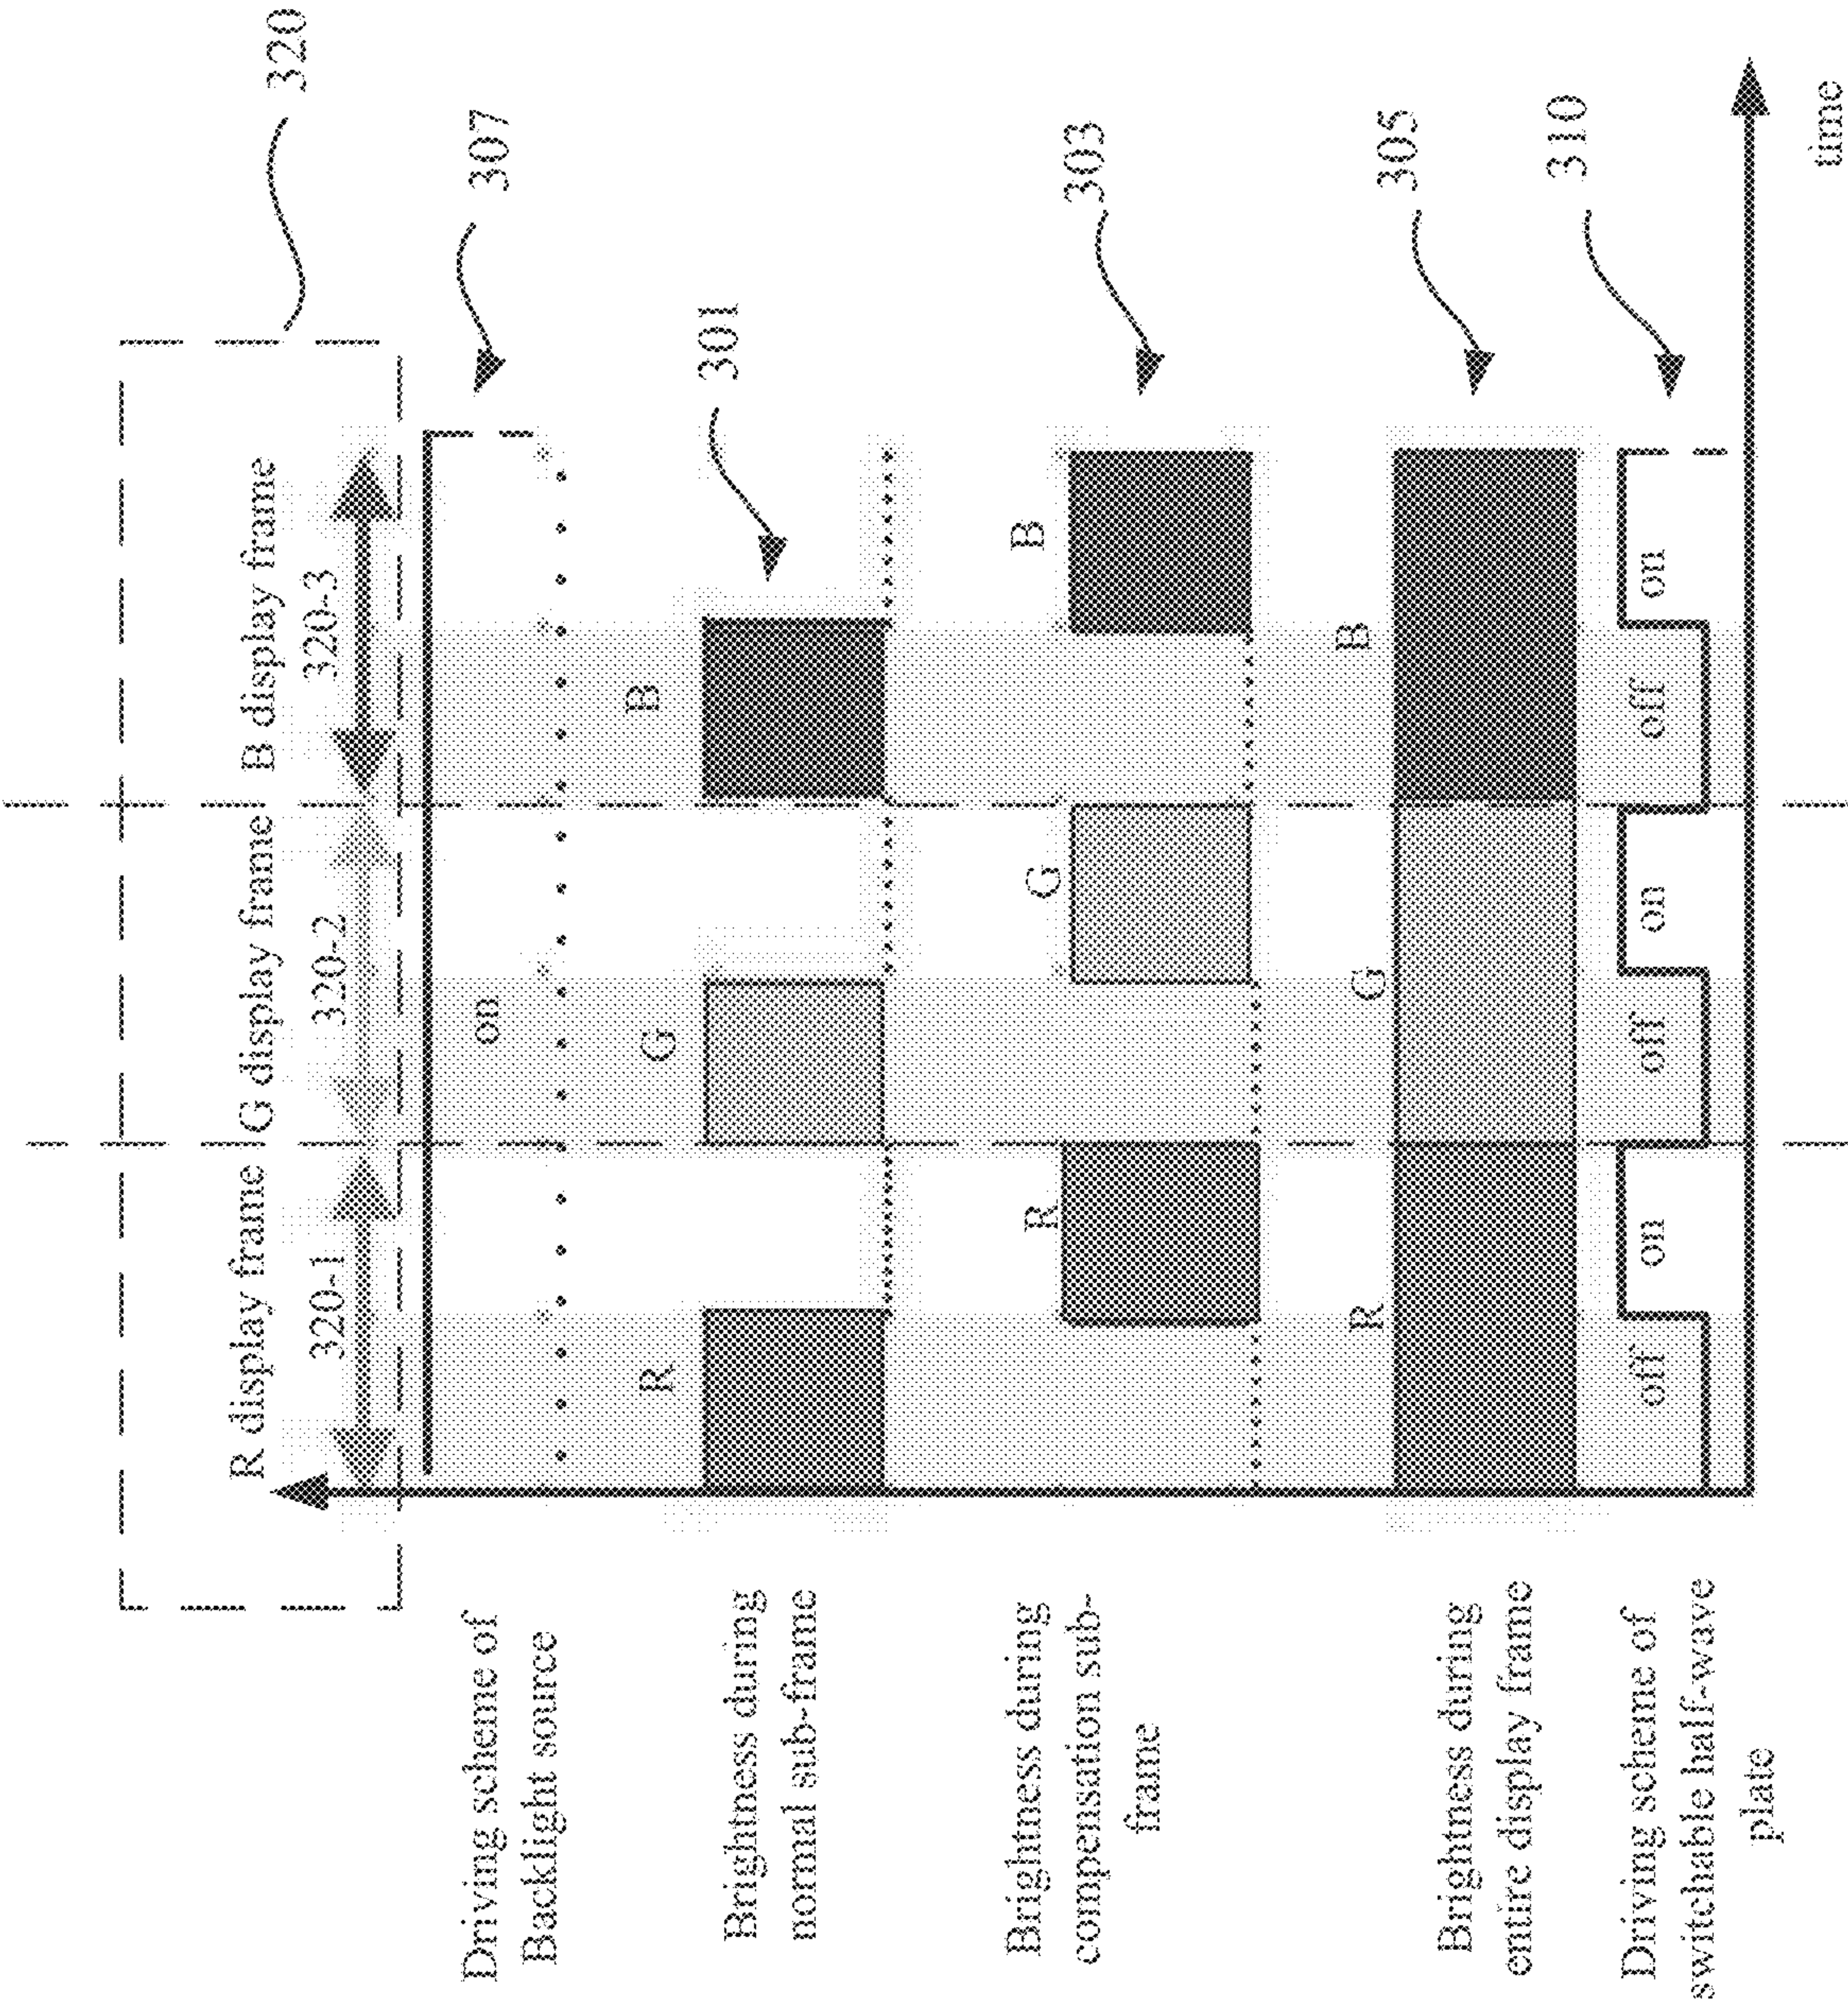 320
R display frame
G display frame
B display frame
320-1
320-2
320-3
Driving scheme of
Backlight source
on
307
Brightness during
normal sub-frame
R
G
B
301
Brightness during
compensation sub-
frame
R
G
B
303
Brightness during
entire display frame
R
G
B
305
Driving scheme of
switchable half-wave
plate
off
on
off
on
off
on
310
time